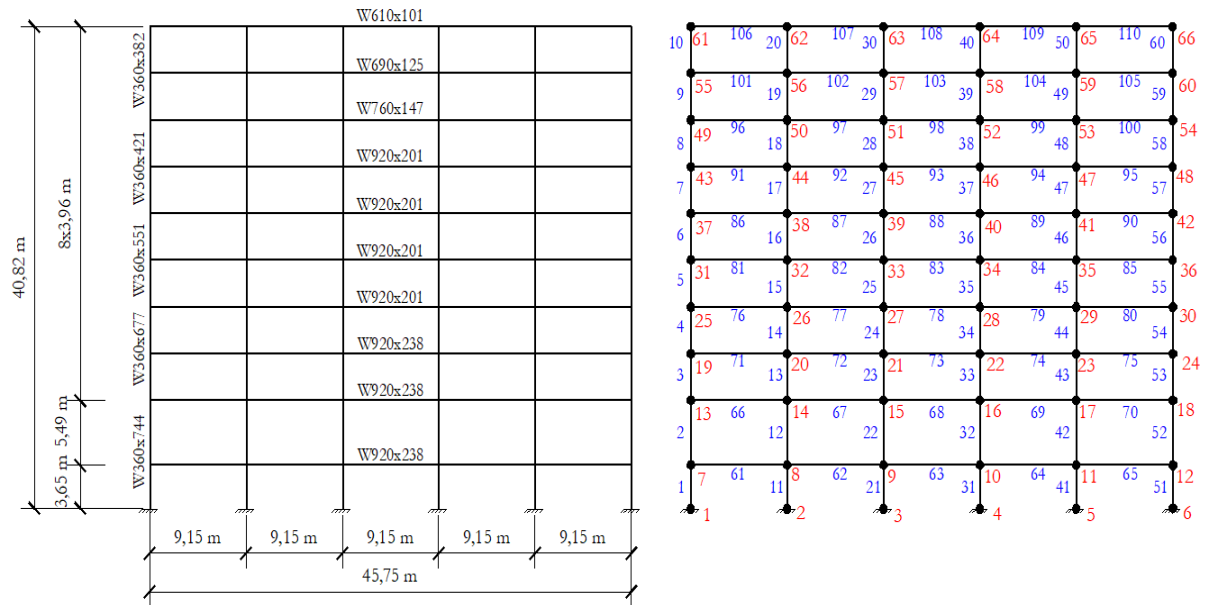 W610x101
W690x125
W760x147
W920x201
W920x201
W920x201
W920x201
W920x238
W920x238
W920x238
W360x382
W360x421
W360x551
W360x677
W360x744
40,82 m
8x3,96 m
5,49 m
3,65 m
9,15 m 9,15 m 9,15 m 9,15 m 9,15 m
45,75 m
10 61 106 20 62 107 30 63 108 40 64 109 50 65 110 60 66
9 55 101 19 56 102 29 57 103 39 58 104 49 59 105 59 60
8 49 96 18 50 97 28 51 98 38 52 99 48 53 100 58 54
7 43 91 17 44 92 27 45 93 37 46 94 47 47 95 57 48
6 37 86 16 38 87 26 39 88 36 40 89 46 41 90 56 42
5 31 81 15 32 82 25 33 83 35 34 84 45 35 85 55 36
4 25 76 14 26 77 24 27 78 34 28 79 44 29 80 54 30
3 19 71 13 20 72 23 21 73 33 22 74 43 23 75 53 24
2 13 66 12 14 67 22 15 68 32 16 69 42 17 70 52 18
1 7 61 11 8 62 21 9 63 31 10 64 41 11 65 51 12
1 2 3 4 5 6